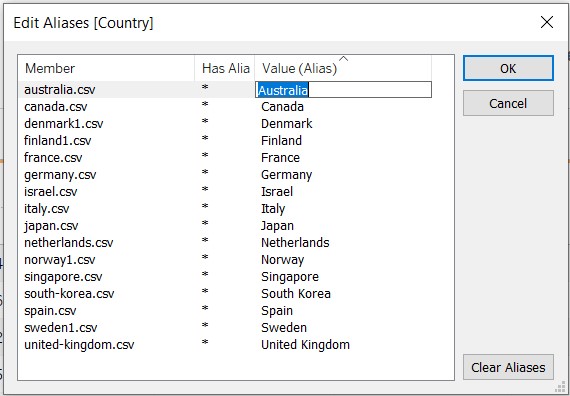 Edit Aliases [Country]
Member Has Alia Value (Alias)
australia.csv * Australia
canada.csv * Canada
denmark1.csv * Denmark
finland1.csv * Finland
france.csv * France
germany.csv * Germany
israel.csv * Israel
italy.csv * Italy
japan.csv * Japan
netherlands.csv * Netherlands
norway1.csv * Norway
singapore.csv * Singapore
south-korea.csv * South Korea
spain.csv * Spain
sweden1.csv * Sweden
united-kingdom.csv * United Kingdom
OK
Cancel
Clear Aliases